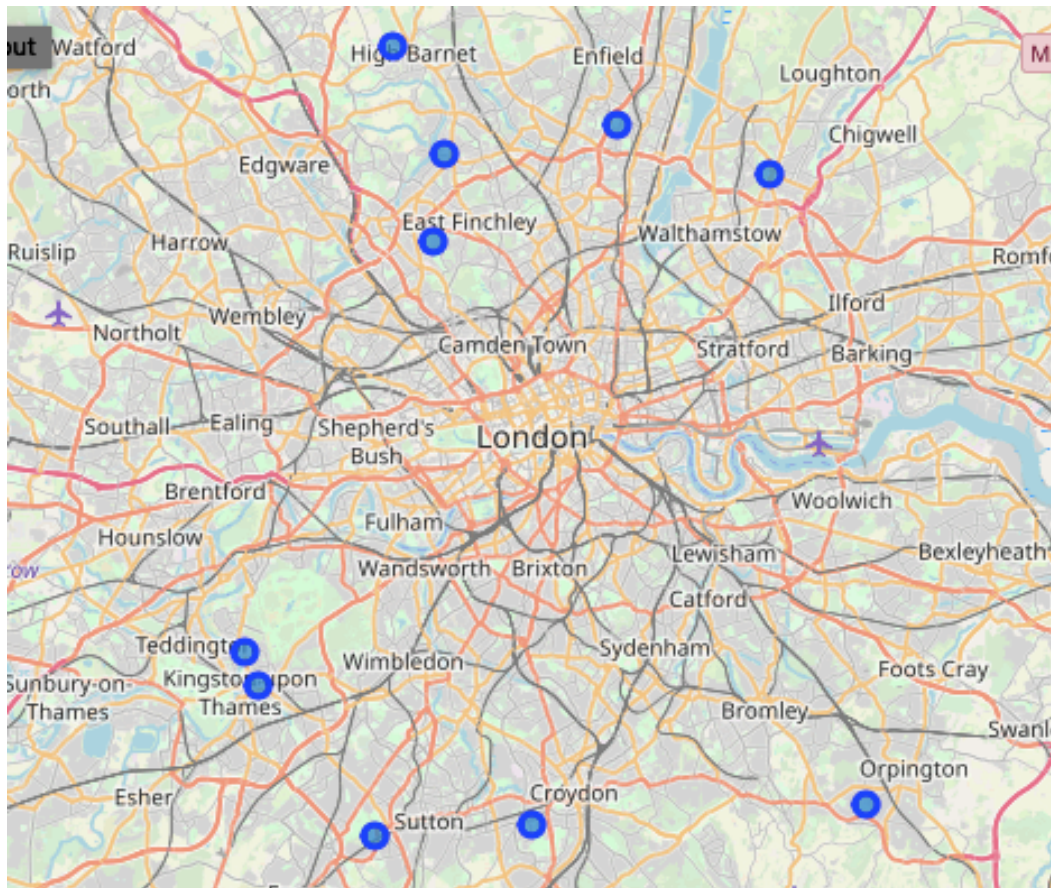 out
Watford
High Barnet
Enfield
M
Loughton
orth
Chigwell
Edgware
East Finchley
Harrow
Walthamstow
Ruislip
Romfo
Wembley
Ilford
Northolt
Camden Town
Stratford
Barking
Southall
Ealing
Shepherd's
Bush
London
Brentford
Woolwich
Fulham
Hounslow
Lewisham
Bexleyheath
row
Wandsworth
Brixton
Catford
Teddingt
Sydenham
Wimbledon
Foots Cray
Kingston upon
Thames
Sunbury-on-
Thames
Bromley
Swanl
Orpington
Esher
Croydon
Sutton